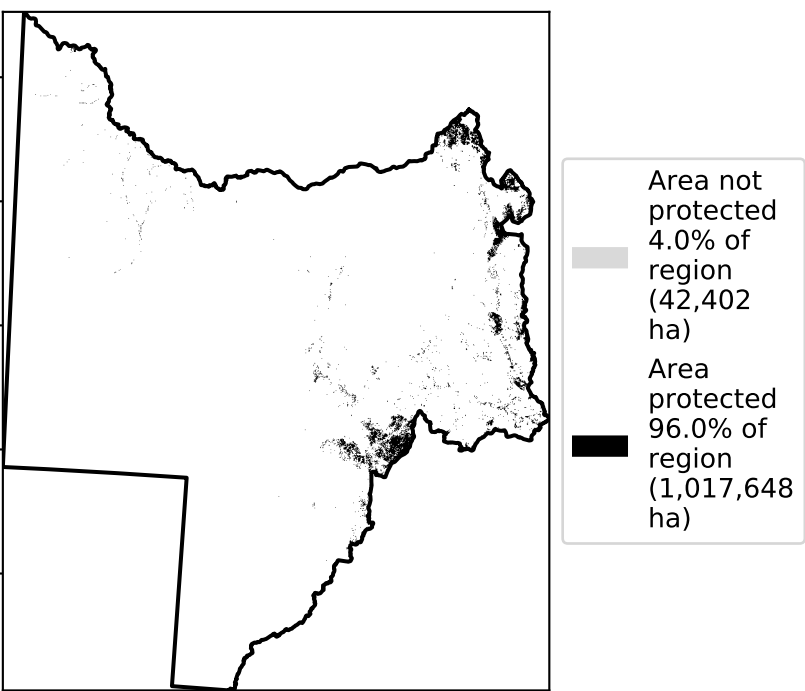 Area not
protected
4.0% of
region
(42,402
ha)
Area
protected
96.0% of
region
(1,017,648
ha)